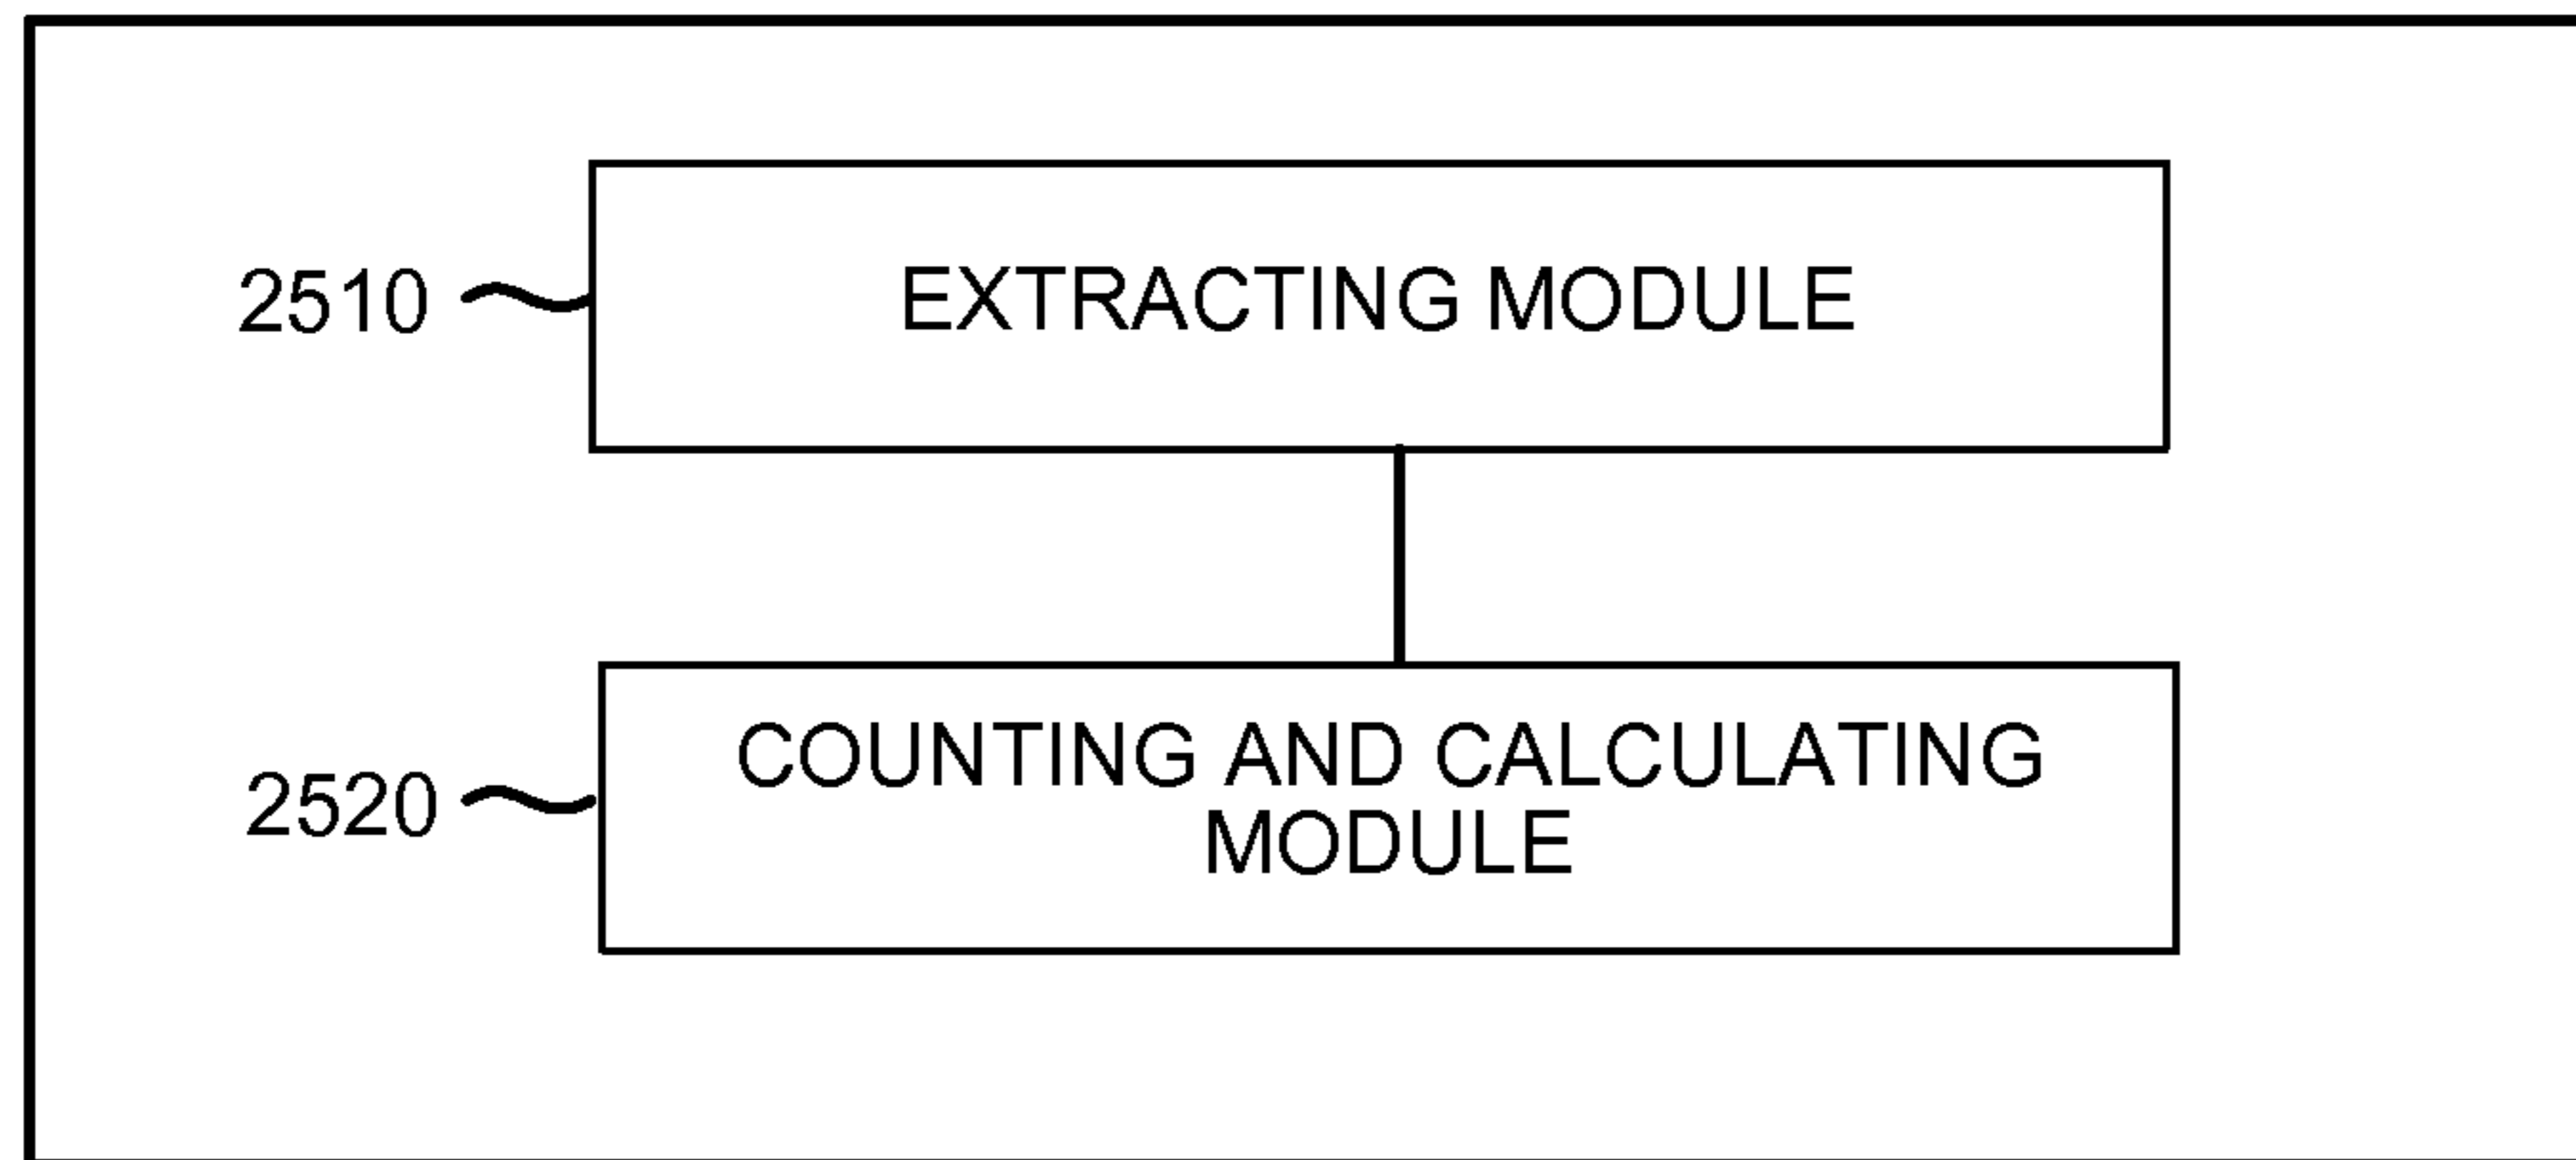 2510
EXTRACTING MODULE
2520
COUNTING AND CALCULATING
MODULE